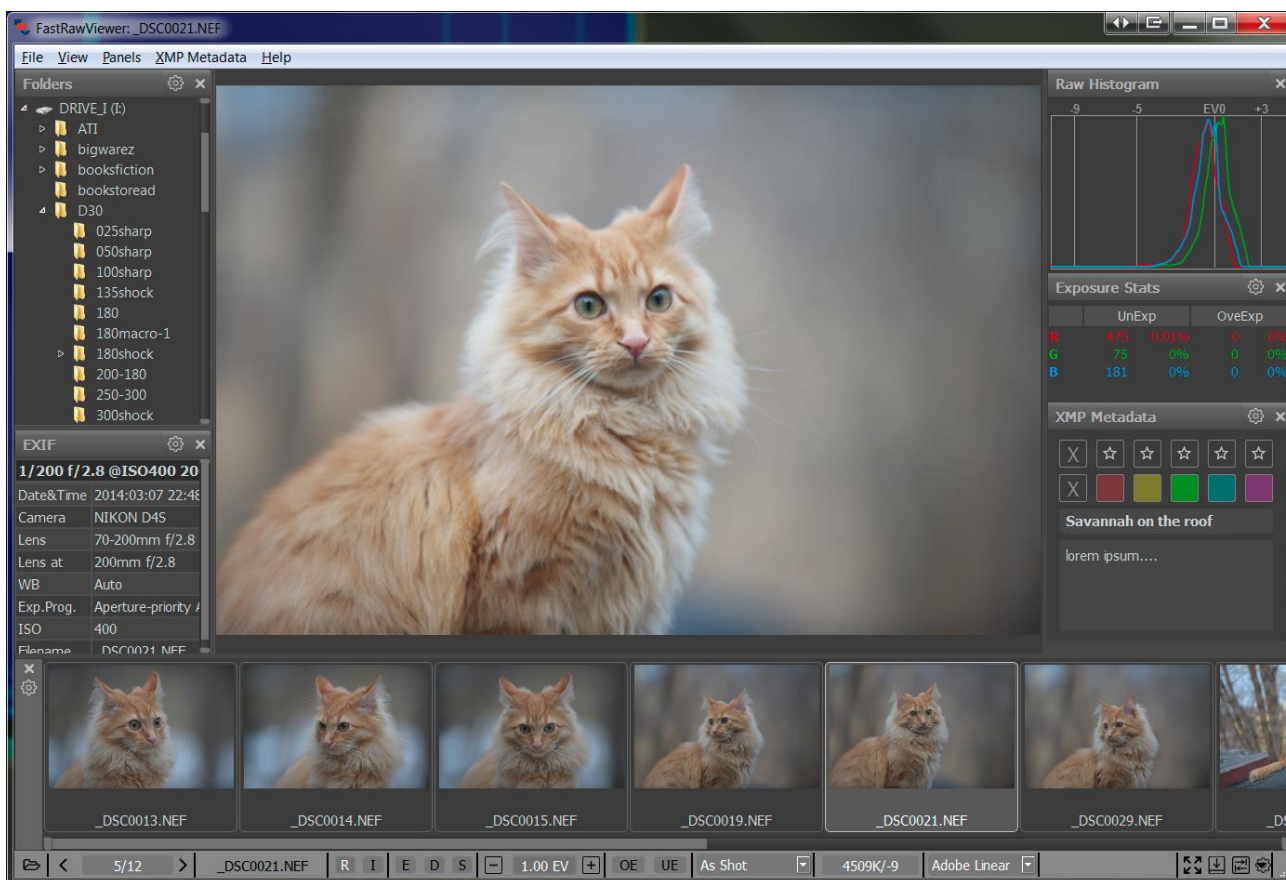 FastRawViewer: _DSC0021.NEF
File View Panels XMP Metadata Help
Folders
DRIVE_I (I:)
ATI
bigwarez
booksfiction
bookstoread
D30
025sharp
050sharp
100sharp
135shock
180
180macro-1
180shock
200-180
250-300
300shock
EXIF
1/200 f/2.8 @ISO400 20
Date&Time 2014:03:07 22:48
Camera NIKON D4S
Lens 70-200mm f/2.8
Lens at 200mm f/2.8
WB Auto
Exp.Prog. Aperture-priority A
ISO 400
Filename _DSC0021.NEF
Raw Histogram
-9 -5 EV0 +3
Exposure Stats
UnExp OveExp
R 475 0.01% 0 0%
G 75 0% 0 0%
B 181 0% 0 0%
XMP Metadata
X
X
Savannah on the roof
lorem ipsum....
_DSC0013.NEF _DSC0014.NEF _DSC0015.NEF _DSC0019.NEF _DSC0021.NEF _DSC0029.NEF _DS
5/12 _DSC0021.NEF R I E D S 1.00 EV OE UE As Shot 4509K/-9 Adobe Linear